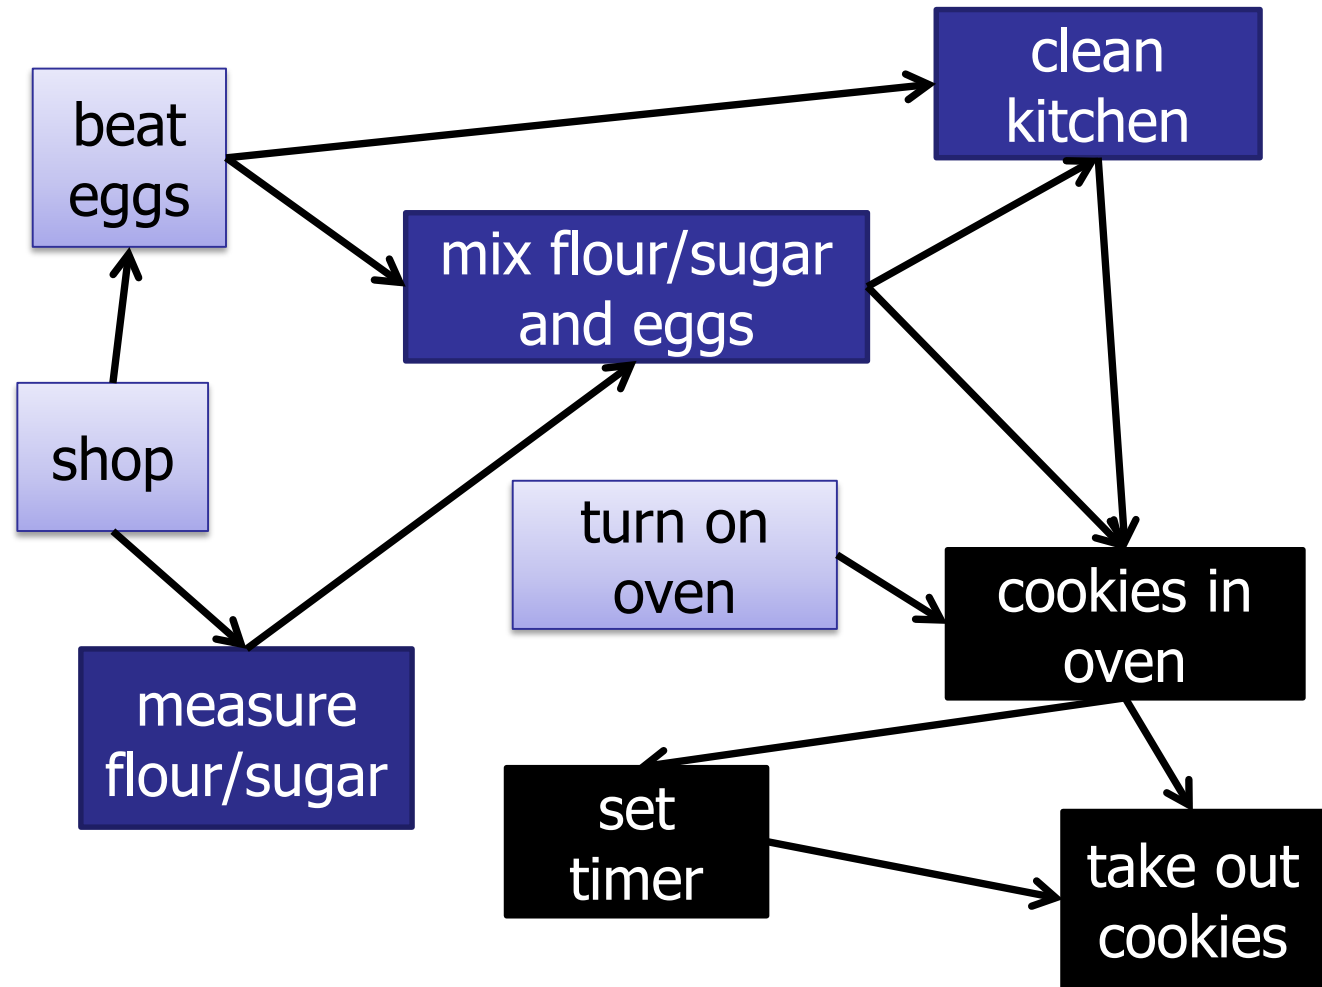 clean
kitchen
beat
eggs
mix flour/sugar
and eggs
shop
turn on
oven
cookies in
oven
measure
flour/sugar
set
timer
take out
cookies